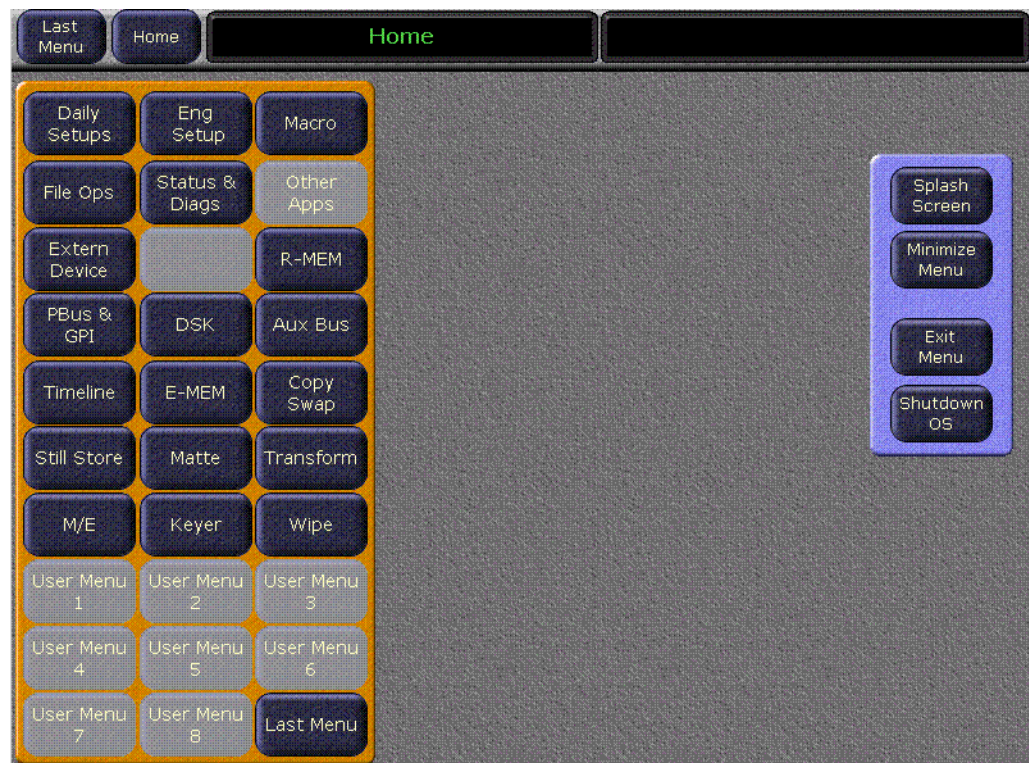 Last
Menu
Home
Home
Daily
Setups
Eng
Setup
Macro
File Ops
Status &
Diags
Other
Apps
Extern
Device
R-MEM
PBus &
GPI
DSK
Aux Bus
Timeline
E-MEM
Copy
Swap
Still Store
Matte
Transform
M/E
Keyer
Wipe
User Menu
1
User Menu
2
User Menu
3
User Menu
4
User Menu
5
User Menu
6
User Menu
7
User Menu
8
Last Menu
Splash
Screen
Minimize
Menu
Exit
Menu
Shutdown
OS